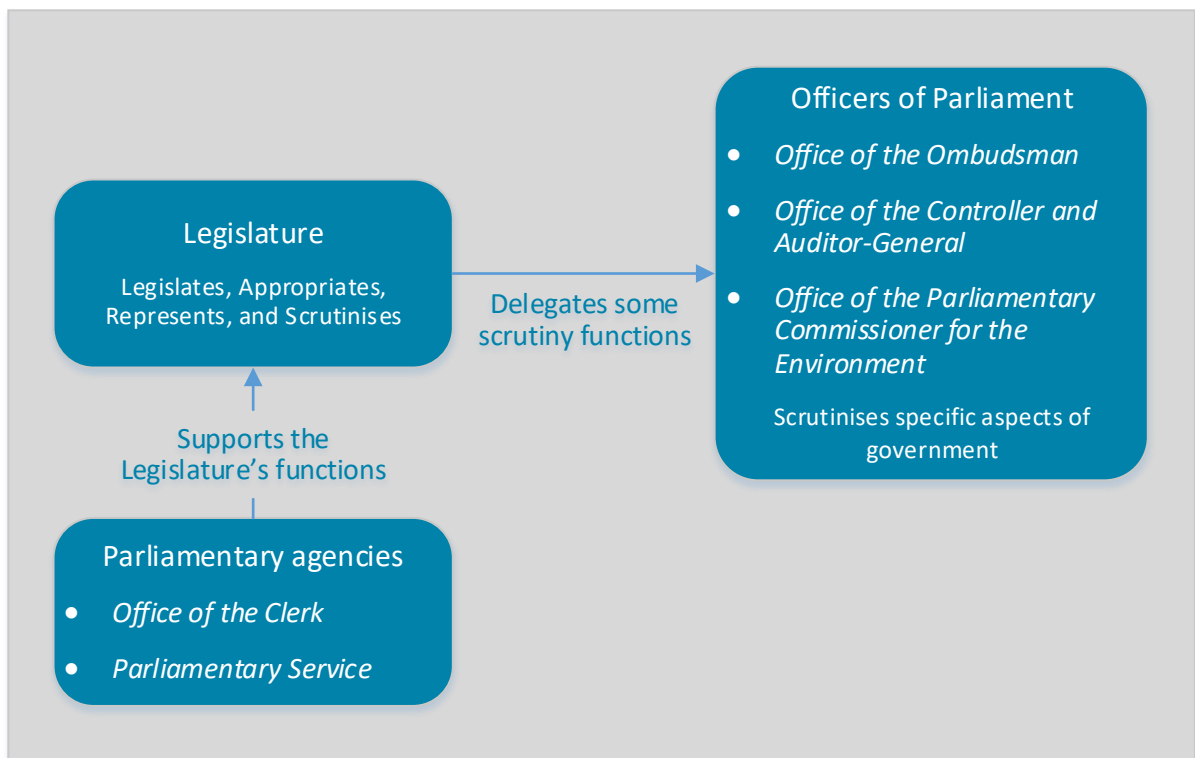 Legislature
Legislates, Appropriates,
Represents, and Scrutinises
Delegates some
scrutiny functions
Officers of Parliament
• Office of the Ombudsman
• Office of the Controller and
Auditor-General
• Office of the Parliamentary
Commissioner for the
Environment
Scrutinises specific aspects of
government
Supports the
Legislature’s functions
Parliamentary agencies
• Office of the Clerk
• Parliamentary Service